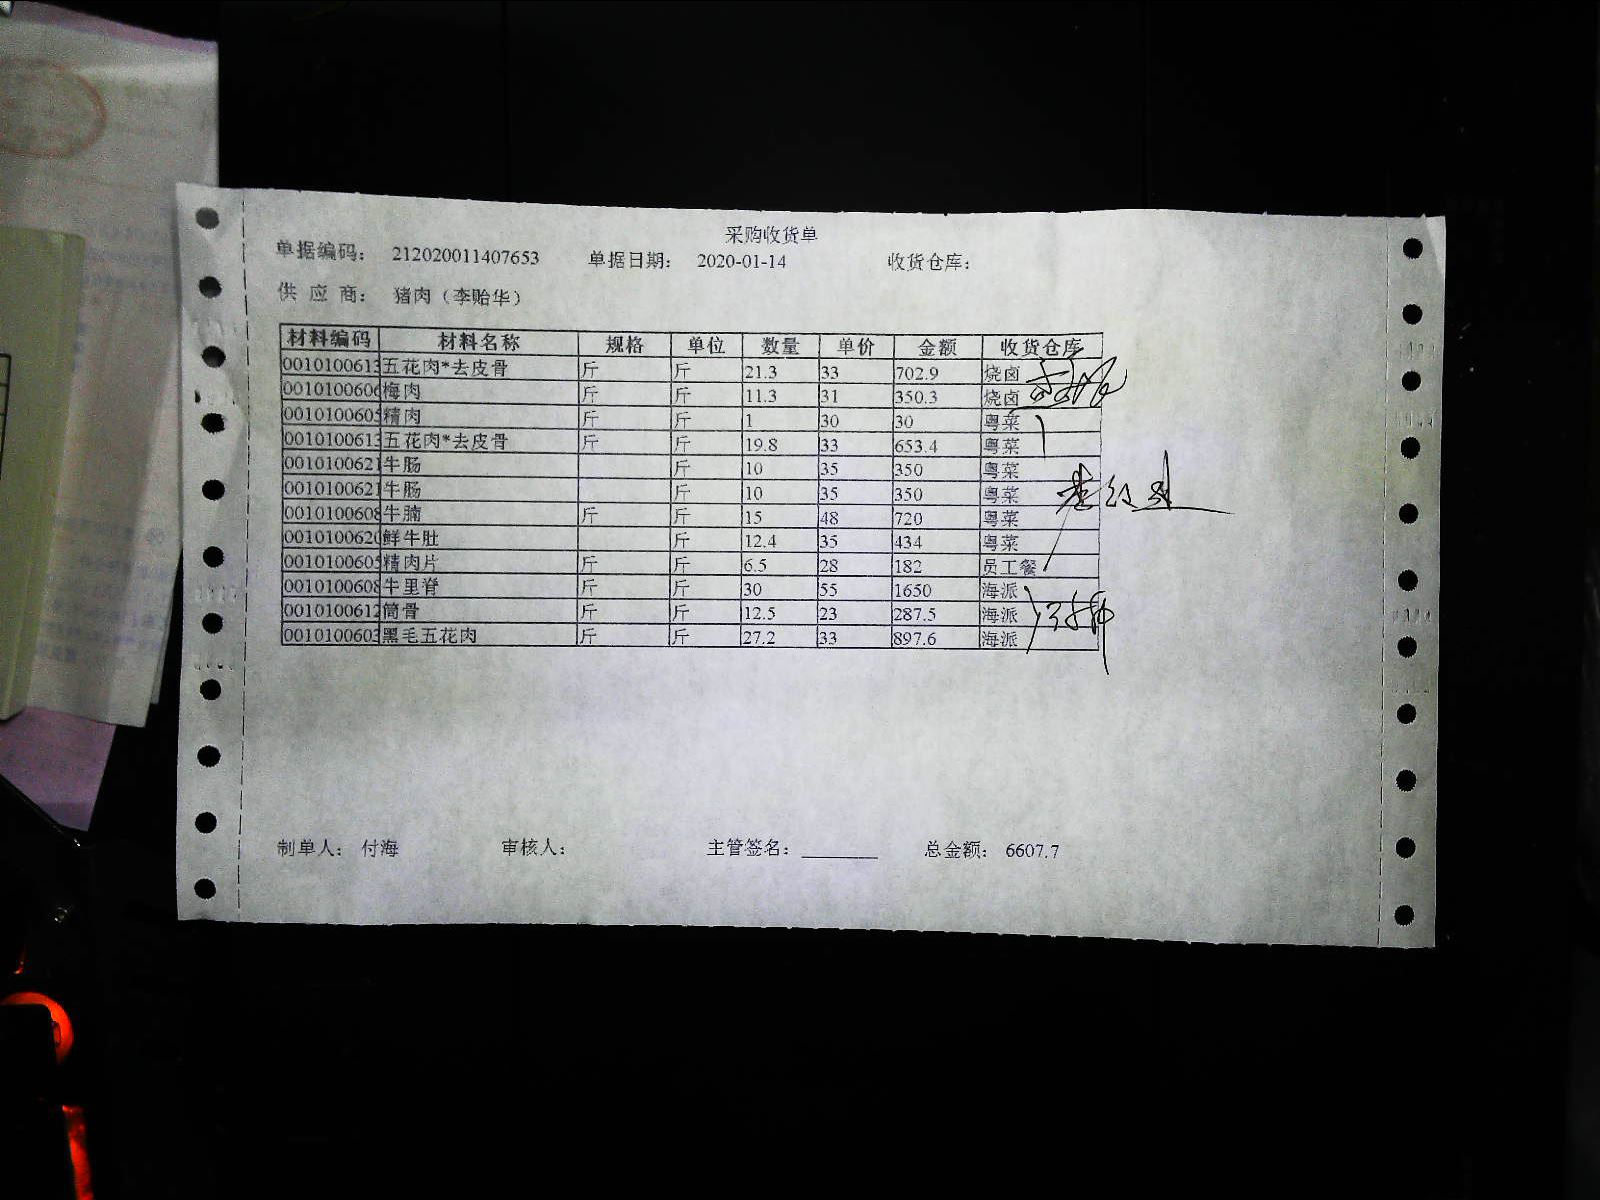 采购收货单
单据编码： 212020011407653 单据日期： 2020-01-14 收货仓库：
供 应 商： 猪肉（李贻华）
材料编码 材料名称 规格 单位 数量 单价 金额 收货仓库
0010100613 五花肉*去皮骨 斤 斤 21.3 33 702.9 烧卤
0010100606 梅肉 斤 斤 11.3 31 350.3 烧卤
0010100605 精肉 斤 斤 1 30 30 粤菜
0010100613 五花肉*去皮骨 斤 斤 19.8 33 653.4 粤菜
0010100621 牛肠 斤 10 35 350 粤菜
0010100621 牛肠 斤 10 35 350 粤菜
0010100608 牛腩 斤 斤 15 48 720 粤菜
0010100620 鲜牛肚 斤 12.4 35 434 粤菜
0010100605 精肉片 斤 斤 6.5 28 182 员工餐
0010100608 牛里脊 斤 斤 30 55 1650 海派
0010100612 筒骨 斤 斤 12.5 23 287.5 海派
0010100603 黑毛五花肉 斤 斤 27.2 33 897.6 海派
制单人： 付海 审核人： 主管签名： 总金额： 6607.7